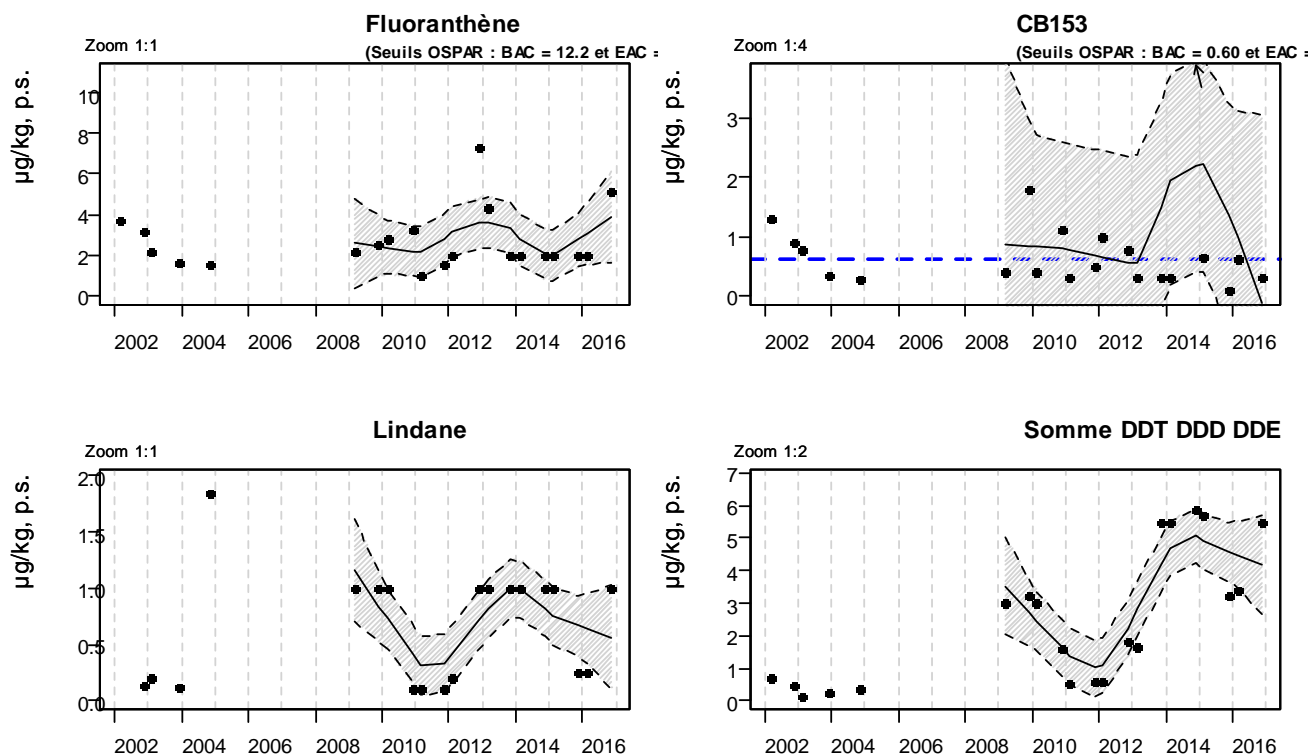 Fluoranthène
Zoom 1:1
(Seuils OSPAR : BAC = 12.2 et EAC =
µg/kg, p.s.
10
8
6
4
2
0
2002 2004 2006 2008 2010 2012 2014 2016
CB153
Zoom 1:4
(Seuils OSPAR : BAC = 0.60 et EAC =
µg/kg, p.s.
3
2
1
0
2002 2004 2006 2008 2010 2012 2014 2016
Lindane
Zoom 1:1
µg/kg, p.s.
2.0
1.5
1.0
0.5
0.0
2002 2004 2006 2008 2010 2012 2014 2016
Somme DDT DDD DDE
Zoom 1:2
µg/kg, p.s.
7
6
5
4
3
2
1
0
2002 2004 2006 2008 2010 2012 2014 2016